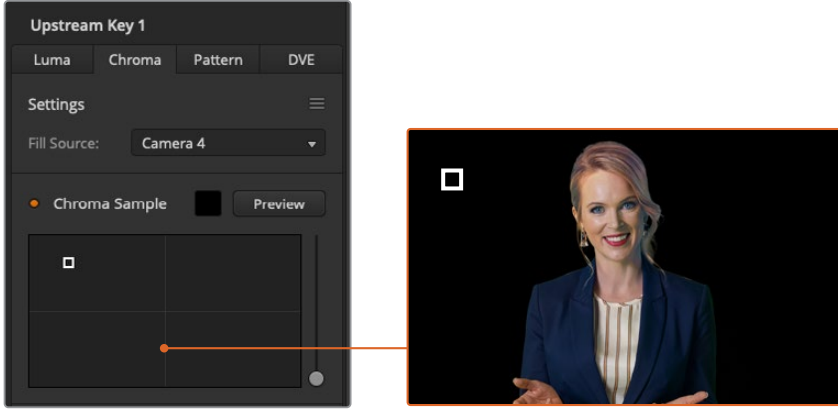 Upstream Key 1
Luma Chroma Pattern DVE
Settings
Fill Source: Camera 4
Chroma Sample Preview